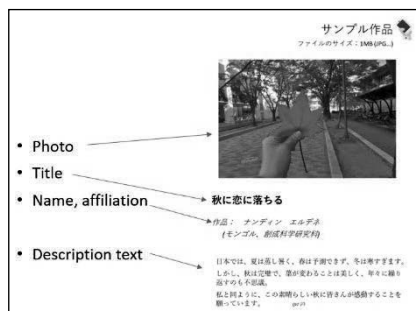 サンプル作品
ファイルのサイズ：3MB (JPG...)
• Photo
• Title
• Name, affiliation
• Description text
秋に恋に落ちる
作品： ナンディン エルデネ
(モンゴル、創成科学研究科)
日本では、夏は蒸し暑く、春は予測できず、冬は寒すぎます。
しかし、秋は完璧で、葉が変わることは美しく、年々に繰
り返すのも不思議。
私と同ように、この素晴らしい秋に皆さんが感動することを
願っています。